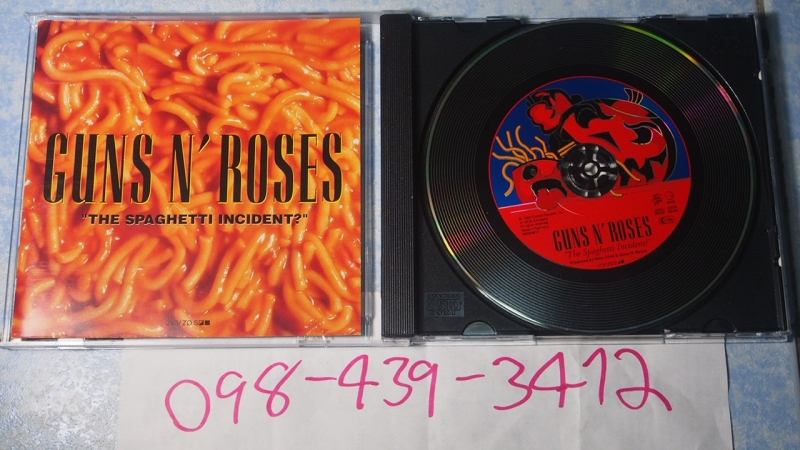 GUNS N' ROSES
"THE SPAGHETTI INCIDENT?"
GUNS N' ROSES
"The Spaghetti Incident?"
098-439-3412